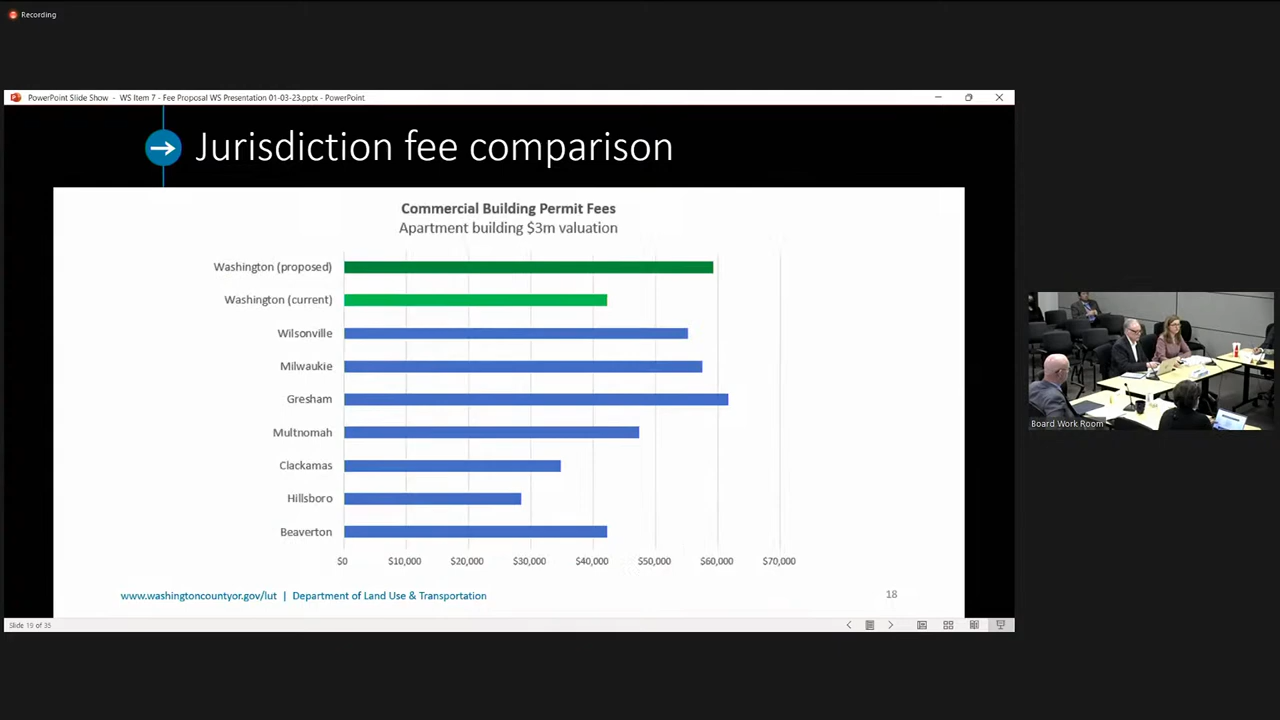 Recording
PowerPoint Slide Show - WS Item 7 - Fee Proposal WS Presentation 01-03-23.pptx - PowerPoint
Jurisdiction fee comparison
Commercial Building Permit Fees
Apartment building $3m valuation
Washington (proposed)
Washington (current)
Wilsonville
Milwaukie
Gresham
Multnomah
Clackamas
Hillsboro
Beaverton
$0 $10,000 $20,000 $30,000 $40,000 $50,000 $60,000 $70,000
www.washingtoncountyor.gov/lut | Department of Land Use & Transportation 18
Slide 19 of 35
Board Work Room